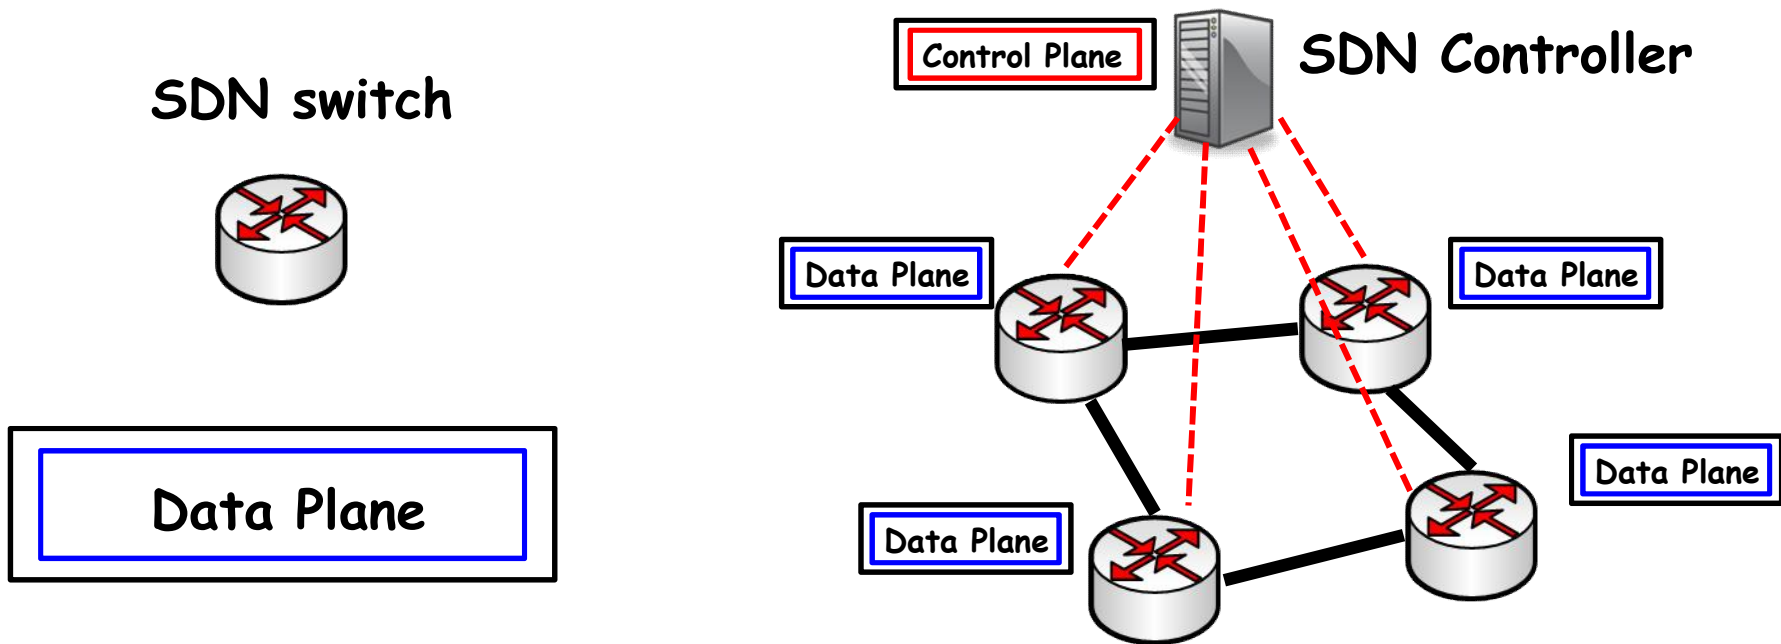 SDN switch
Data Plane
Control Plane
SDN Controller
Data Plane
Data Plane
Data Plane
Data Plane